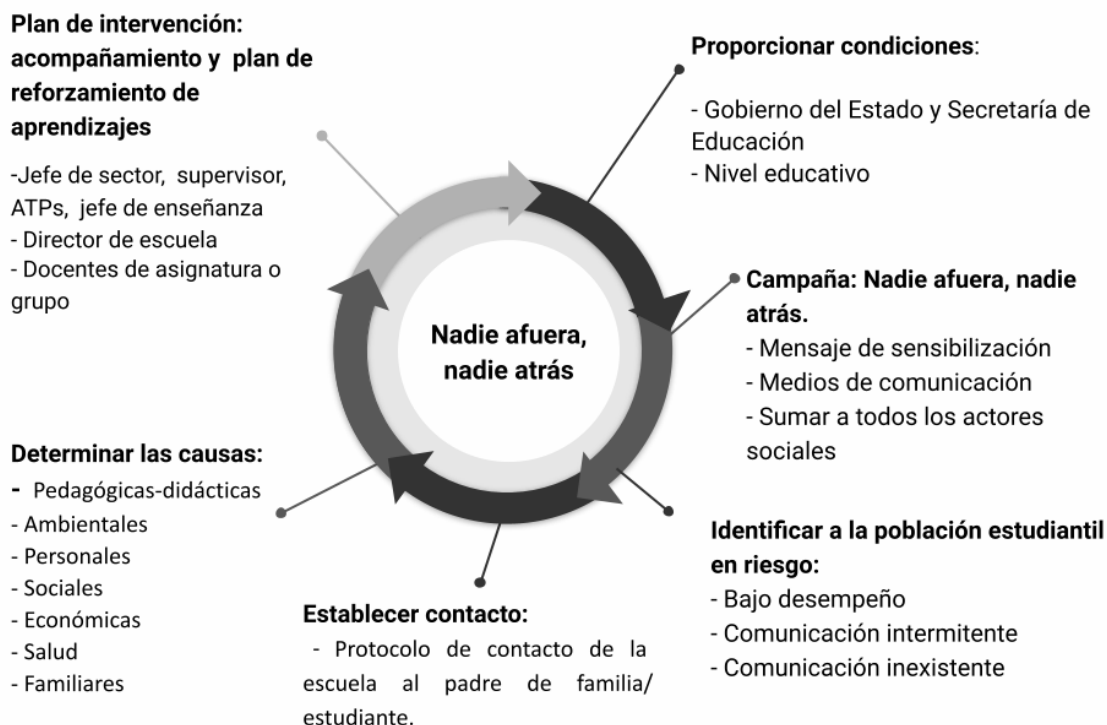 Plan de intervención:
acompañamiento y plan de
reforzamiento de
aprendizajes
-Jefe de sector, supervisor,
ATPs, jefe de enseñanza
- Director de escuela
- Docentes de asignatura o
grupo
Proporcionar condiciones:
- Gobierno del Estado y Secretaría de
Educación
- Nivel educativo
Campaña: Nadie afuera, nadie
atrás.
- Mensaje de sensibilización
- Medios de comunicación
- Sumar a todos los actores
sociales
Nadie afuera,
nadie atrás
Identificar a la población estudiantil
en riesgo:
- Bajo desempeño
- Comunicación intermitente
- Comunicación inexistente
Establecer contacto:
- Protocolo de contacto de la
escuela al padre de familia/
estudiante.
Determinar las causas:
- Pedagógicas-didácticas
- Ambientales
- Personales
- Sociales
- Económicas
- Salud
- Familiares